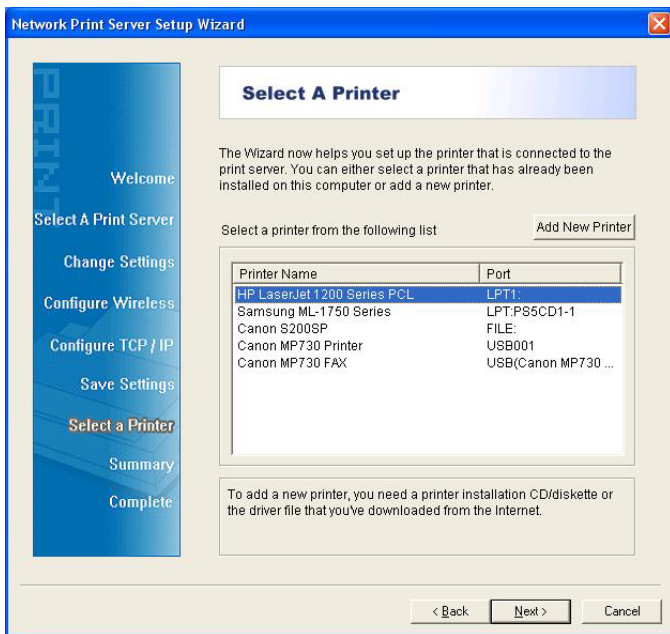 Network Print Server Setup Wizard
PRINT
Welcome
Select A Print Server
Change Settings
Configure Wireless
Configure TCP / IP
Save Settings
Select a Printer
Summary
Complete
Select A Printer
The Wizard now helps you set up the printer that is connected to the
print server. You can either select a printer that has already been
installed on this computer or add a new printer.
Select a printer from the following list
Add New Printer
Printer Name Port
HP LaserJet 1200 Series PCL LPT1:
Samsung ML-1750 Series LPT:PS5CD1-1
Canon S200SP FILE:
Canon MP730 Printer USB001
Canon MP730 FAX USB(Canon MP730 ...
To add a new printer, you need a printer installation CD/diskette or
the driver file that you've downloaded from the Internet.
< Back Next > Cancel